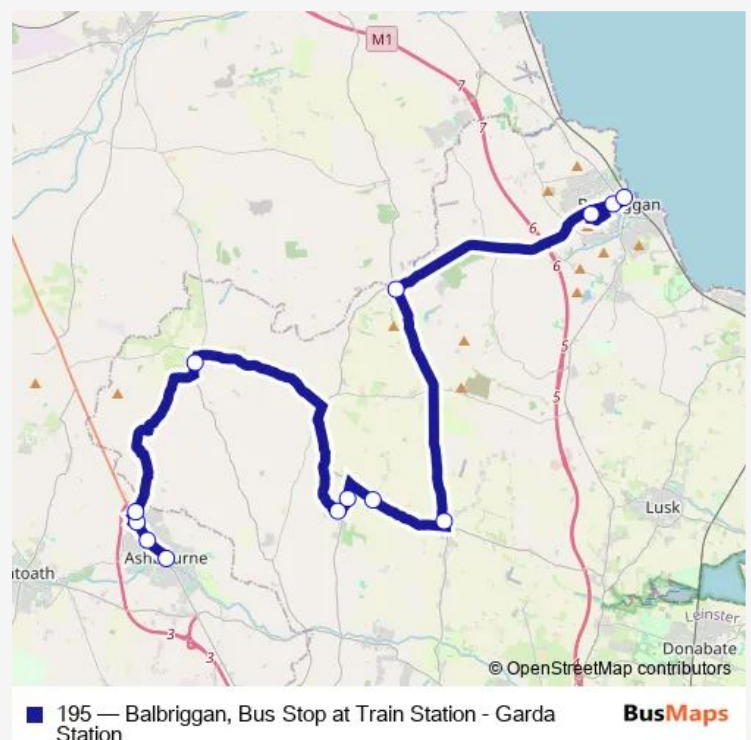 M1
7
7
6
6
5
5
Lusk
Leinster
Donabate
3
3
© OpenStreetMap contributors
195 — Balbriggan, Bus Stop at Train Station - Garda
Station
BusMaps